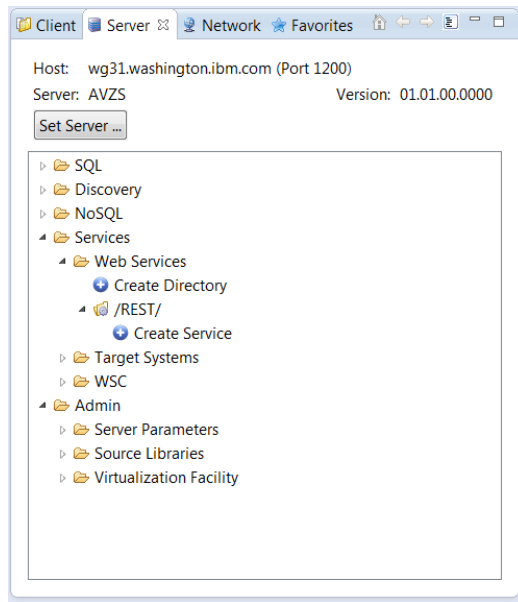 Client Server Network Favorites
Host: wg31.washington.ibm.com (Port 1200)
Server: AVZS Version: 01.01.00.0000
Set Server ...
SQL
Discovery
NoSQL
Services
Web Services
Create Directory
/REST/
Create Service
Target Systems
WSC
Admin
Server Parameters
Source Libraries
Virtualization Facility